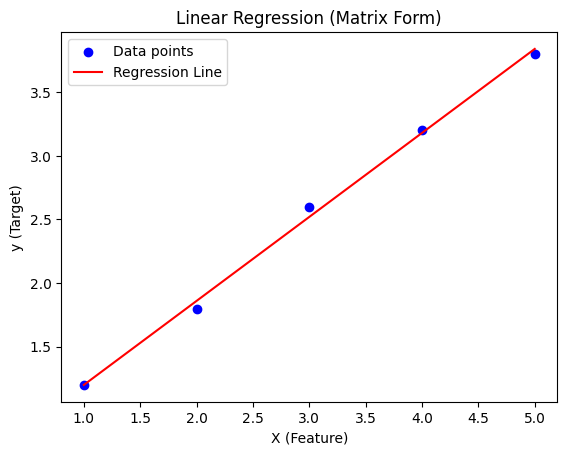 Linear Regression (Matrix Form)
Data points
Regression Line
3.5
3.0
2.5
2.0
1.5
y (Target)
1.0 1.5 2.0 2.5 3.0 3.5 4.0 4.5 5.0
X (Feature)